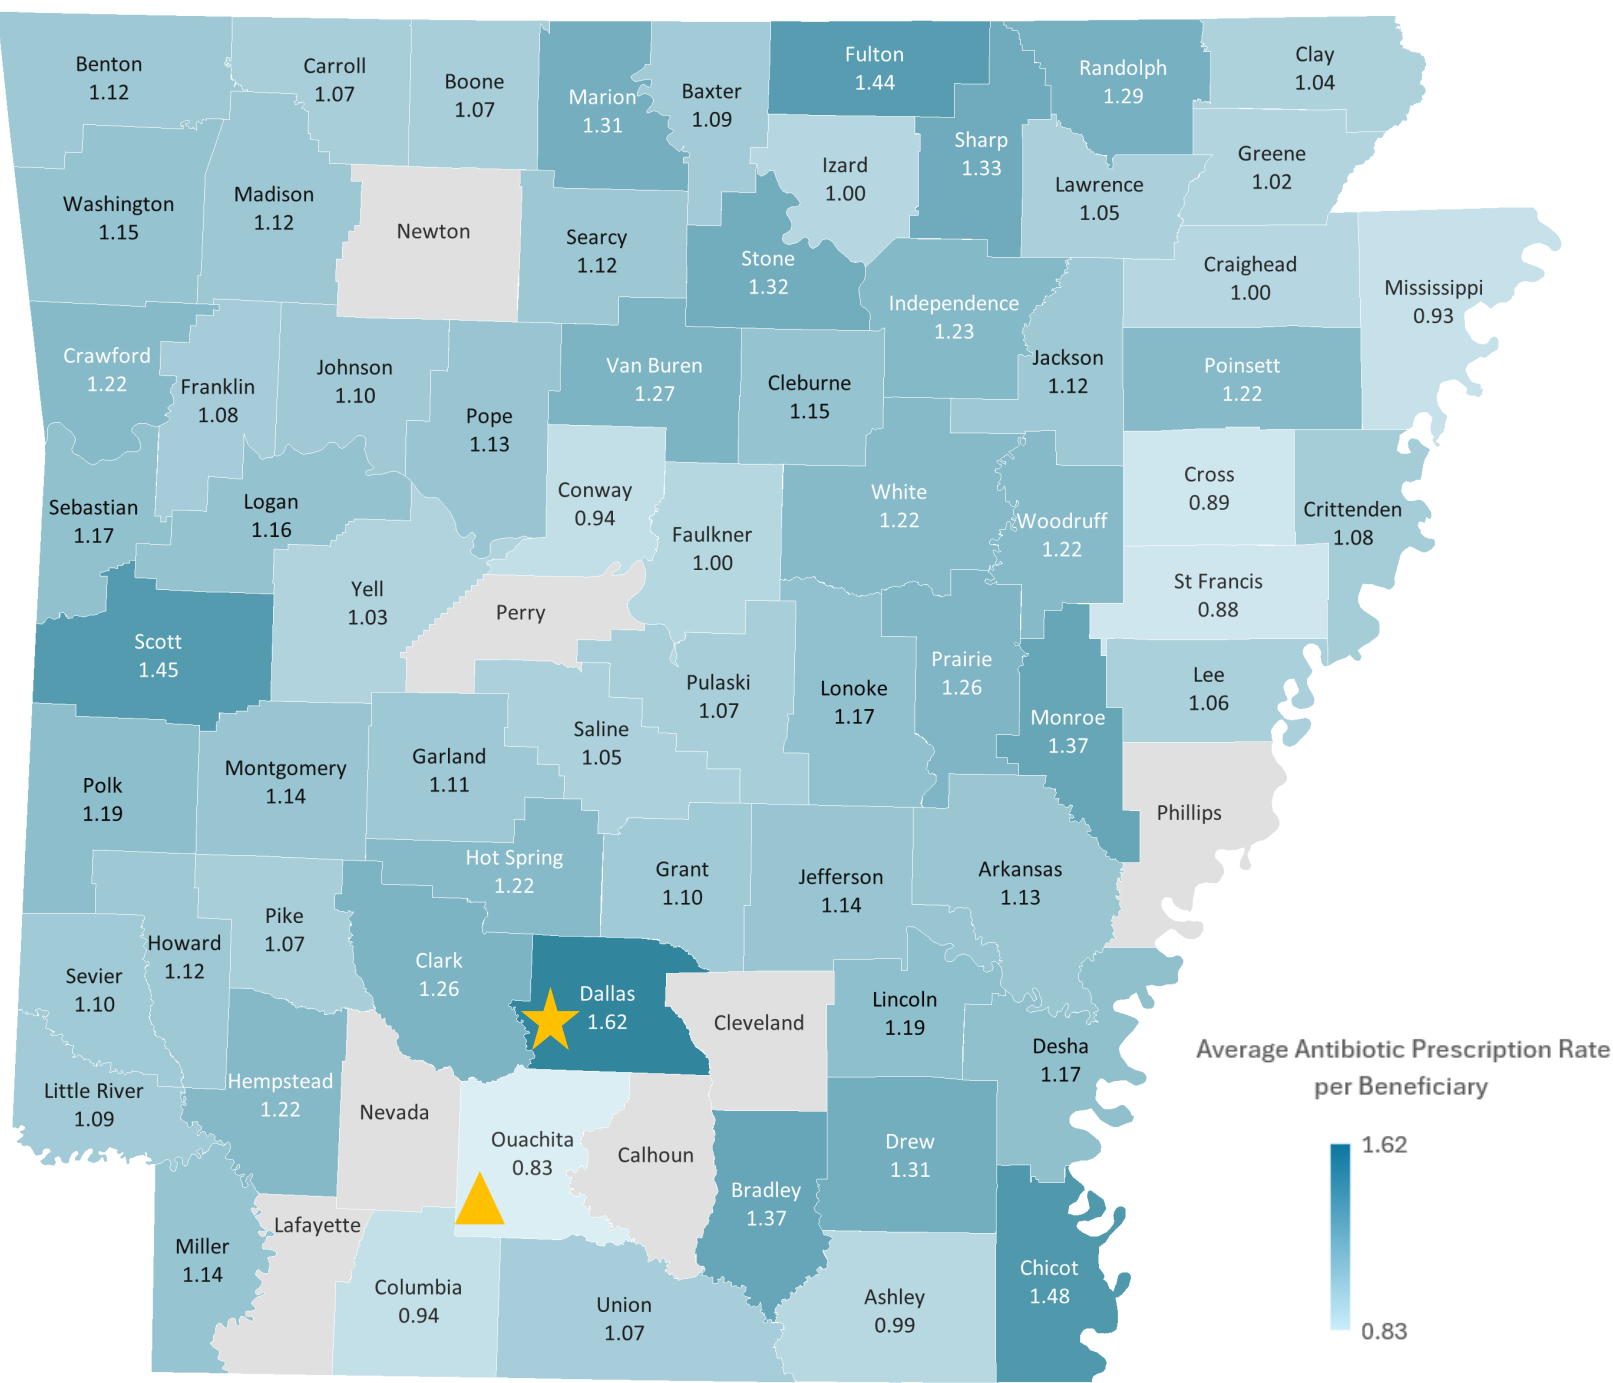 Benton
1.12
Carroll
1.07
Boone
1.07
Marion
1.31
Baxter
1.09
Fulton
1.44
Randolph
1.29
Clay
1.04
Sharp
1.33
Izard
1.00
Lawrence
1.05
Greene
1.02
Washington
1.15
Madison
1.12
Newton
Searcy
1.12
Stone
1.32
Independence
1.23
Craighead
1.00
Mississippi
0.93
Crawford
1.22
Franklin
1.08
Johnson
1.10
Pope
1.13
Van Buren
1.27
Cleburne
1.15
Jackson
1.12
Poinsett
1.22
Sebastian
1.17
Logan
1.16
Conway
0.94
Faulkner
1.00
White
1.22
Woodruff
1.22
Cross
0.89
Crittenden
1.08
St Francis
0.88
Scott
1.45
Yell
1.03
Perry
Saline
1.05
Pulaski
1.07
Lonoke
1.17
Prairie
1.26
Monroe
1.37
Lee
1.06
Polk
1.19
Montgomery
1.14
Garland
1.11
Phillips
Hot Spring
1.22
Grant
1.10
Jefferson
1.14
Arkansas
1.13
Pike
1.07
Howard
1.12
Sevier
1.10
Clark
1.26
Dallas
1.62
Cleveland
Lincoln
1.19
Desha
1.17
Little River
1.09
Hempstead
1.22
Nevada
Ouachita
0.83
Calhoun
Bradley
1.37
Drew
1.31
Miller
1.14
Lafayette
Columbia
0.94
Union
1.07
Ashley
0.99
Chicot
1.48
Average Antibiotic Prescription Rate
per Beneficiary
1.62
0.83